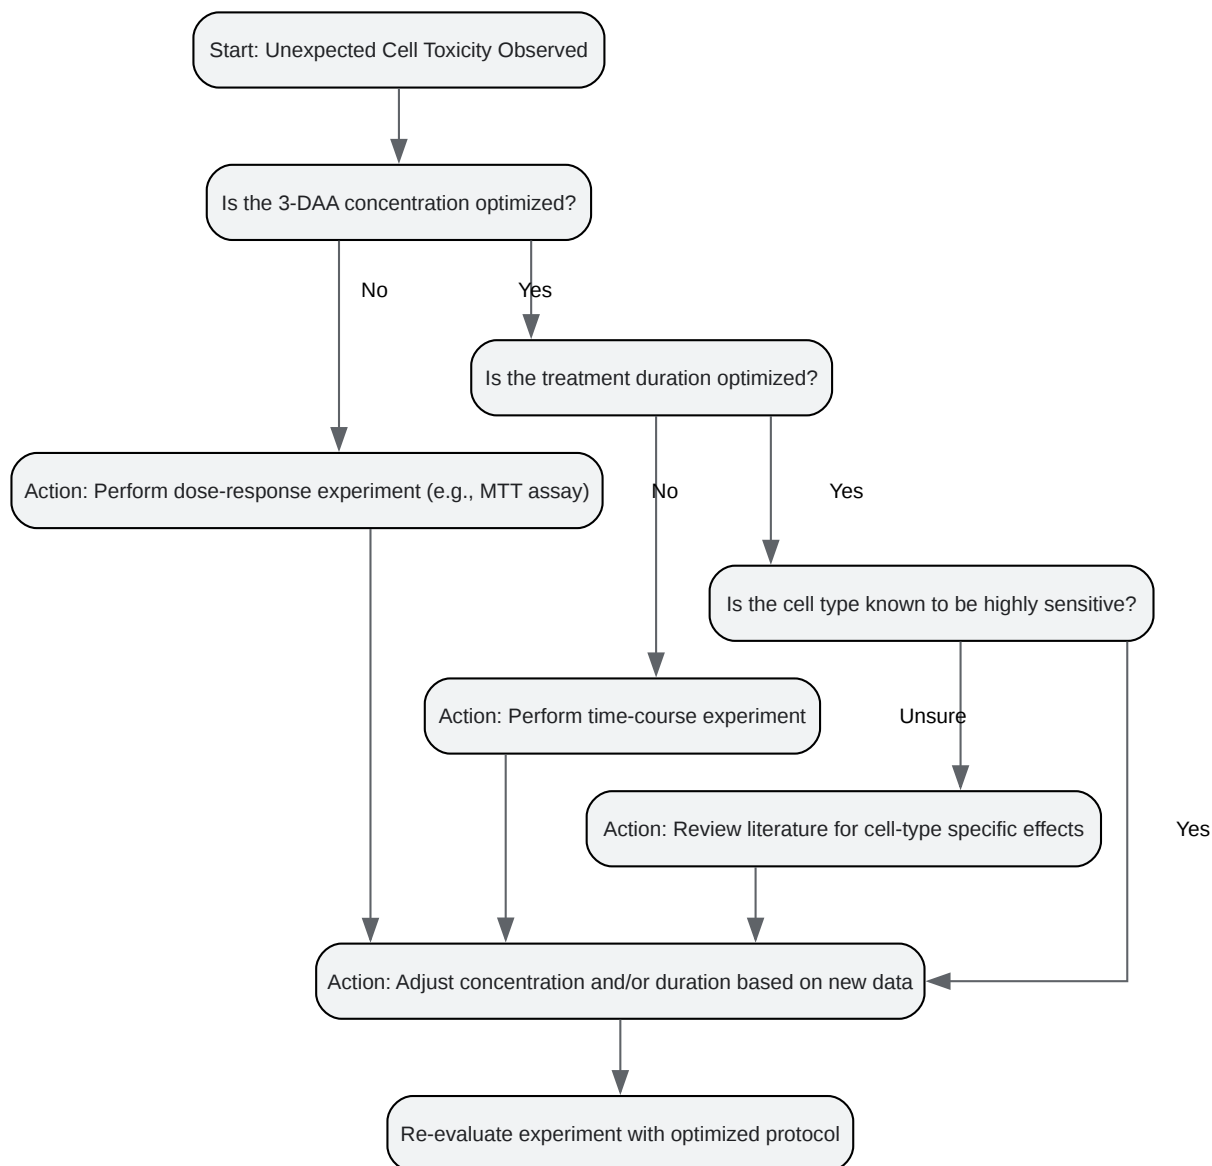 Start: Unexpected Cell Toxicity Observed
Is the 3-DAA concentration optimized?
No
Yes
Is the treatment duration optimized?
Action: Perform dose-response experiment (e.g., MTT assay)
No
Yes
Is the cell type known to be highly sensitive?
Action: Perform time-course experiment
Unsure
Action: Review literature for cell-type specific effects
Yes
Action: Adjust concentration and/or duration based on new data
Re-evaluate experiment with optimized protocol